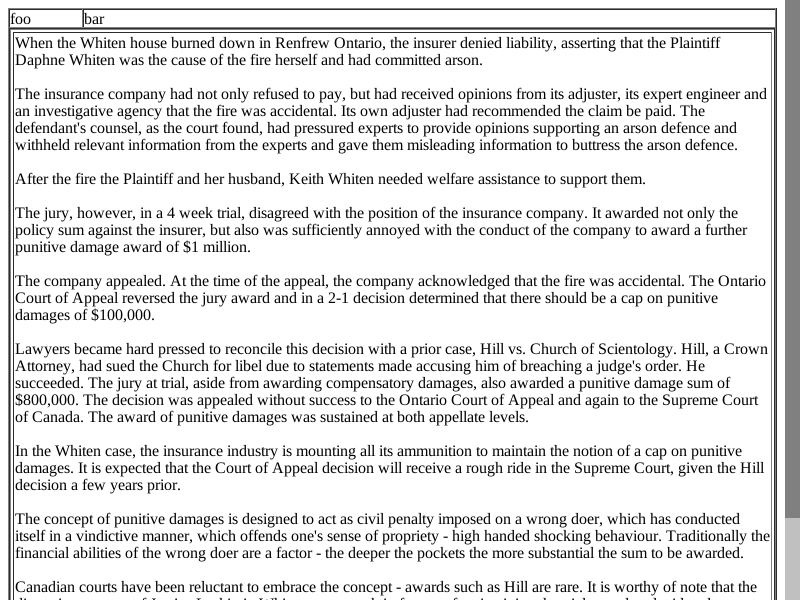 foo bar
When the Whiten house burned down in Renfrew Ontario, the insurer denied liability, asserting that the Plaintiff
Daphne Whiten was the cause of the fire herself and had committed arson.
The insurance company had not only refused to pay, but had received opinions from its adjuster, its expert engineer and
an investigative agency that the fire was accidental. Its own adjuster had recommended the claim be paid. The
defendant's counsel, as the court found, had pressured experts to provide opinions supporting an arson defence and
withheld relevant information from the experts and gave them misleading information to buttress the arson defence.
After the fire the Plaintiff and her husband, Keith Whiten needed welfare assistance to support them.
The jury, however, in a 4 week trial, disagreed with the position of the insurance company. It awarded not only the
policy sum against the insurer, but also was sufficiently annoyed with the conduct of the company to award a further
punitive damage award of $1 million.
The company appealed. At the time of the appeal, the company acknowledged that the fire was accidental. The Ontario
Court of Appeal reversed the jury award and in a 2-1 decision determined that there should be a cap on punitive
damages of $100,000.
Lawyers became hard pressed to reconcile this decision with a prior case, Hill vs. Church of Scientology. Hill, a Crown
Attorney, had sued the Church for libel due to statements made accusing him of breaching a judge's order. He
succeeded. The jury at trial, aside from awarding compensatory damages, also awarded a punitive damage sum of
$800,000. The decision was appealed without success to the Ontario Court of Appeal and again to the Supreme Court
of Canada. The award of punitive damages was sustained at both appellate levels.
In the Whiten case, the insurance industry is mounting all its ammunition to maintain the notion of a cap on punitive
damages. It is expected that the Court of Appeal decision will receive a rough ride in the Supreme Court, given the Hill
decision a few years prior.
The concept of punitive damages is designed to act as civil penalty imposed on a wrong doer, which has conducted
itself in a vindictive manner, which offends one's sense of propriety - high handed shocking behaviour. Traditionally the
financial abilities of the wrong doer are a factor - the deeper the pockets the more substantial the sum to be awarded.
Canadian courts have been reluctant to embrace the concept - awards such as Hill are rare. It is worthy of note that the